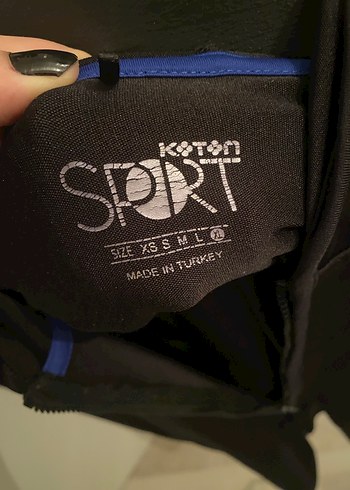 KOTON
SPORT
SIZE XS S M L XL
MADE IN TURKEY